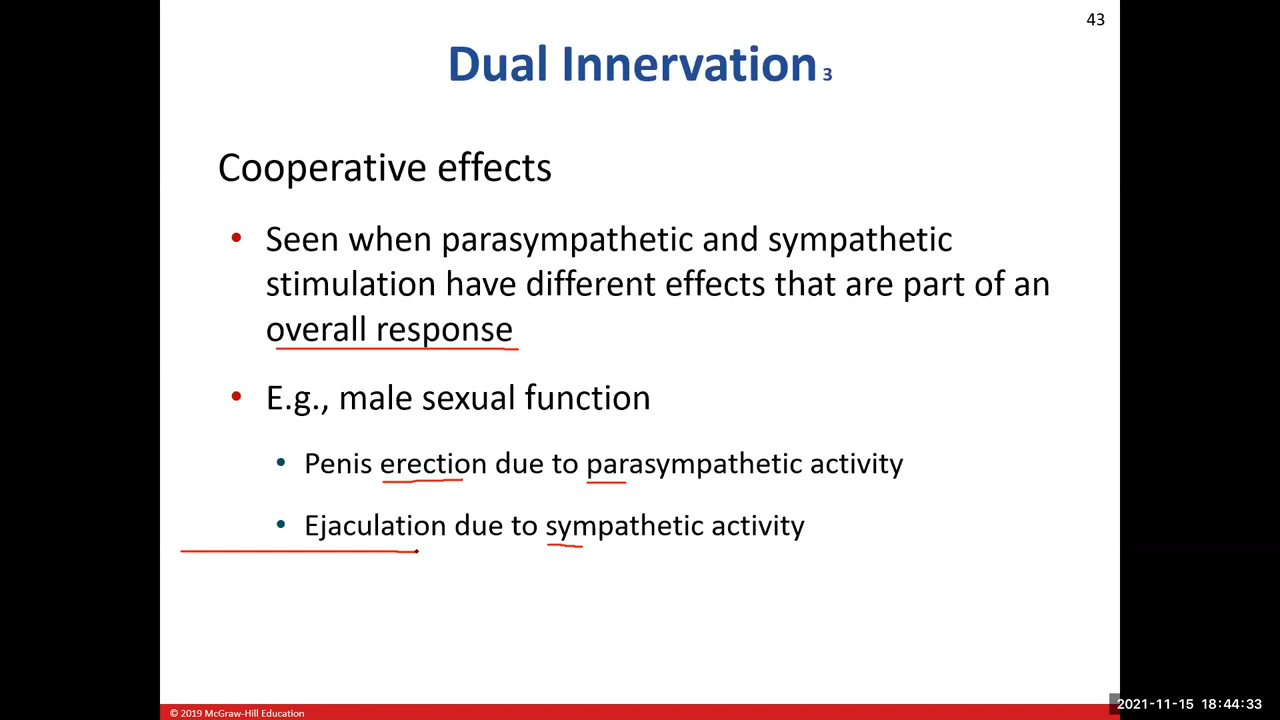 43
Dual Innervation 3
Cooperative effects
• Seen when parasympathetic and sympathetic
stimulation have different effects that are part of an
overall response
• E.g., male sexual function
• Penis erection due to parasympathetic activity
• Ejaculation due to sympathetic activity
© 2019 McGraw-Hill Education
2021-11-15 18:44:33